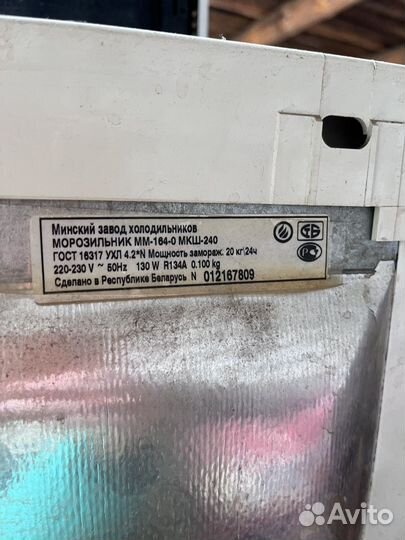 Минский завод холодильников
МОРОЗИЛЬНИК ММ-164-0 МКШ-240
ГОСТ 16317 УХЛ 4.2*N Мощность замораж. 20 кг\24ч
220-230 V ~ 50Hz 130 W R134A 0.100 kg
Сделано в Республике Беларусь N 012167809
Avito